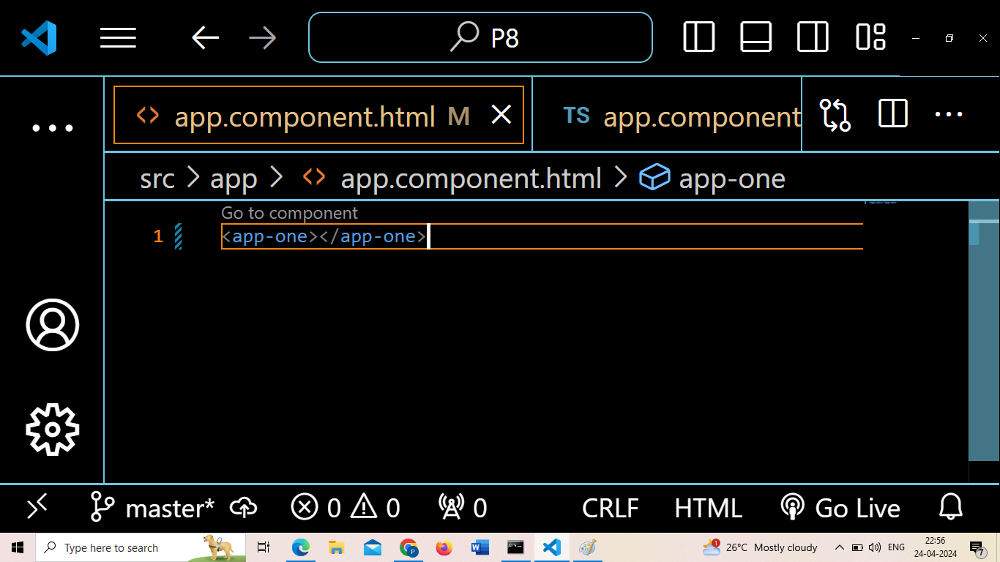 P8
app.component.html M
TS app.component
src > app > <> app.component.html > app-one
Go to component
1 <app-one></app-one>
master* 0 0 0 CRLF HTML Go Live
Type here to search
26°C Mostly cloudy ENG
22:56
24-04-2024
7
1